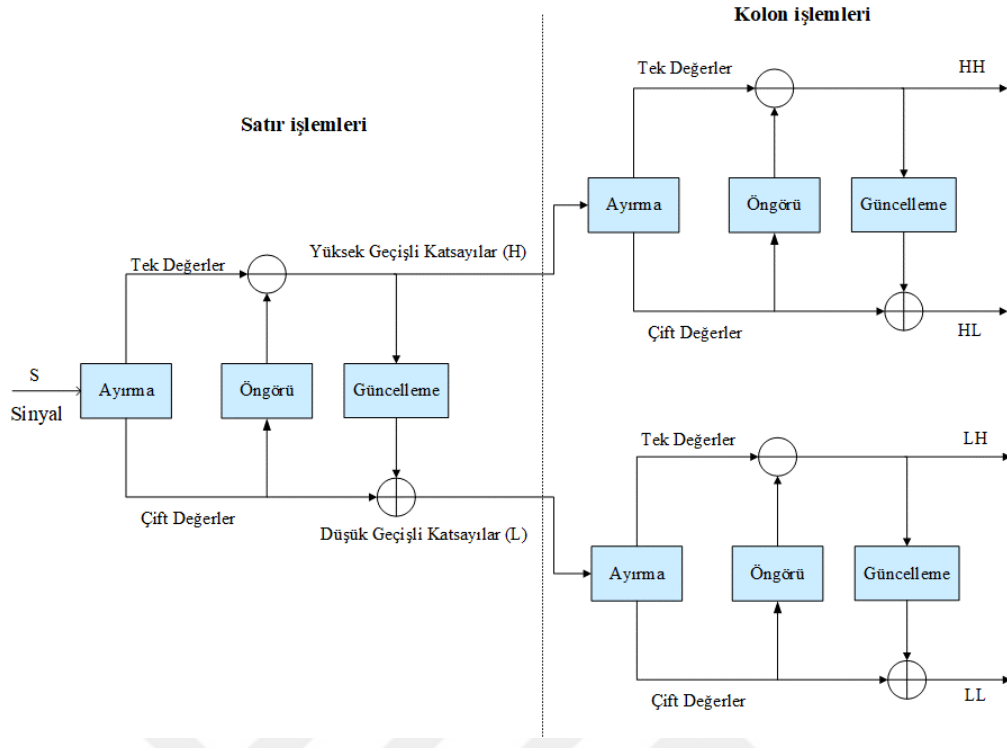 Kolon işlemleri
Tek Değerler
HH
Satır işlemleri
Ayırma
Öngörü
Güncelleme
Yüksek Geçişli Katsayılar (H)
Tek Değerler
Çift Değerler
HL
S
Sinyal
Ayırma
Öngörü
Güncelleme
Tek Değerler
LH
Çift Değerler
Düşük Geçişli Katsayılar (L)
Ayırma
Öngörü
Güncelleme
Çift Değerler
LL